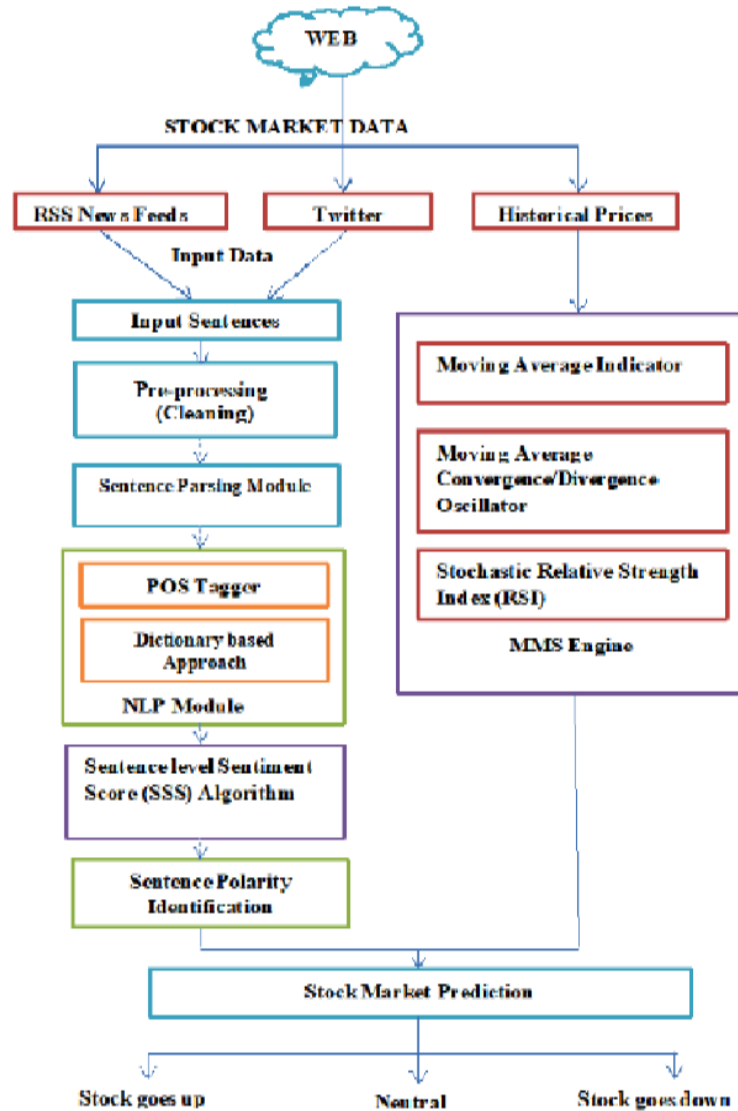 WEB
STOCK MARKET DATA
RSS News Feeds
Twitter
Historical Prices
Input Data
Input Sentences
Pre-processing
(Cleaning)
Sentence Parsing Module
POS Tagger
Dictionary based
Approach
NLP Module
Sentence level Sentiment
Score (SSS) Algorithm
Sentence Polarity
Identification
Moving Average Indicator
Moving Average
Convergence/Divergence
Oscillator
Stochastic Relative Strength
Index (RSI)
MMS Engine
Stock Market Prediction
Stock goes up
Neutral
Stock goes down